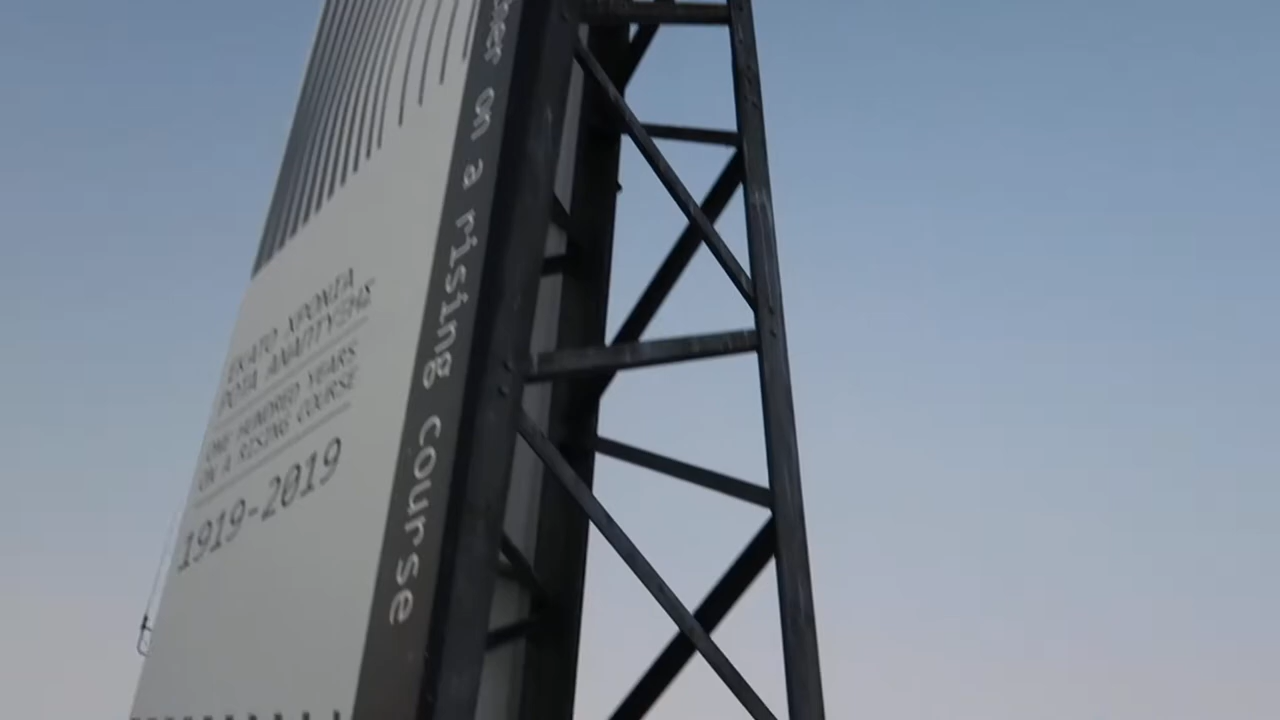 ΕΚΑΤΟ ΧΡΟΝΙΑ
ΡΟΤΑ ΑΝΑΠΤΥΞΗΣ
ONE HUNDRED YEARS
ON A RISING COURSE
1919-2019
on a rising course